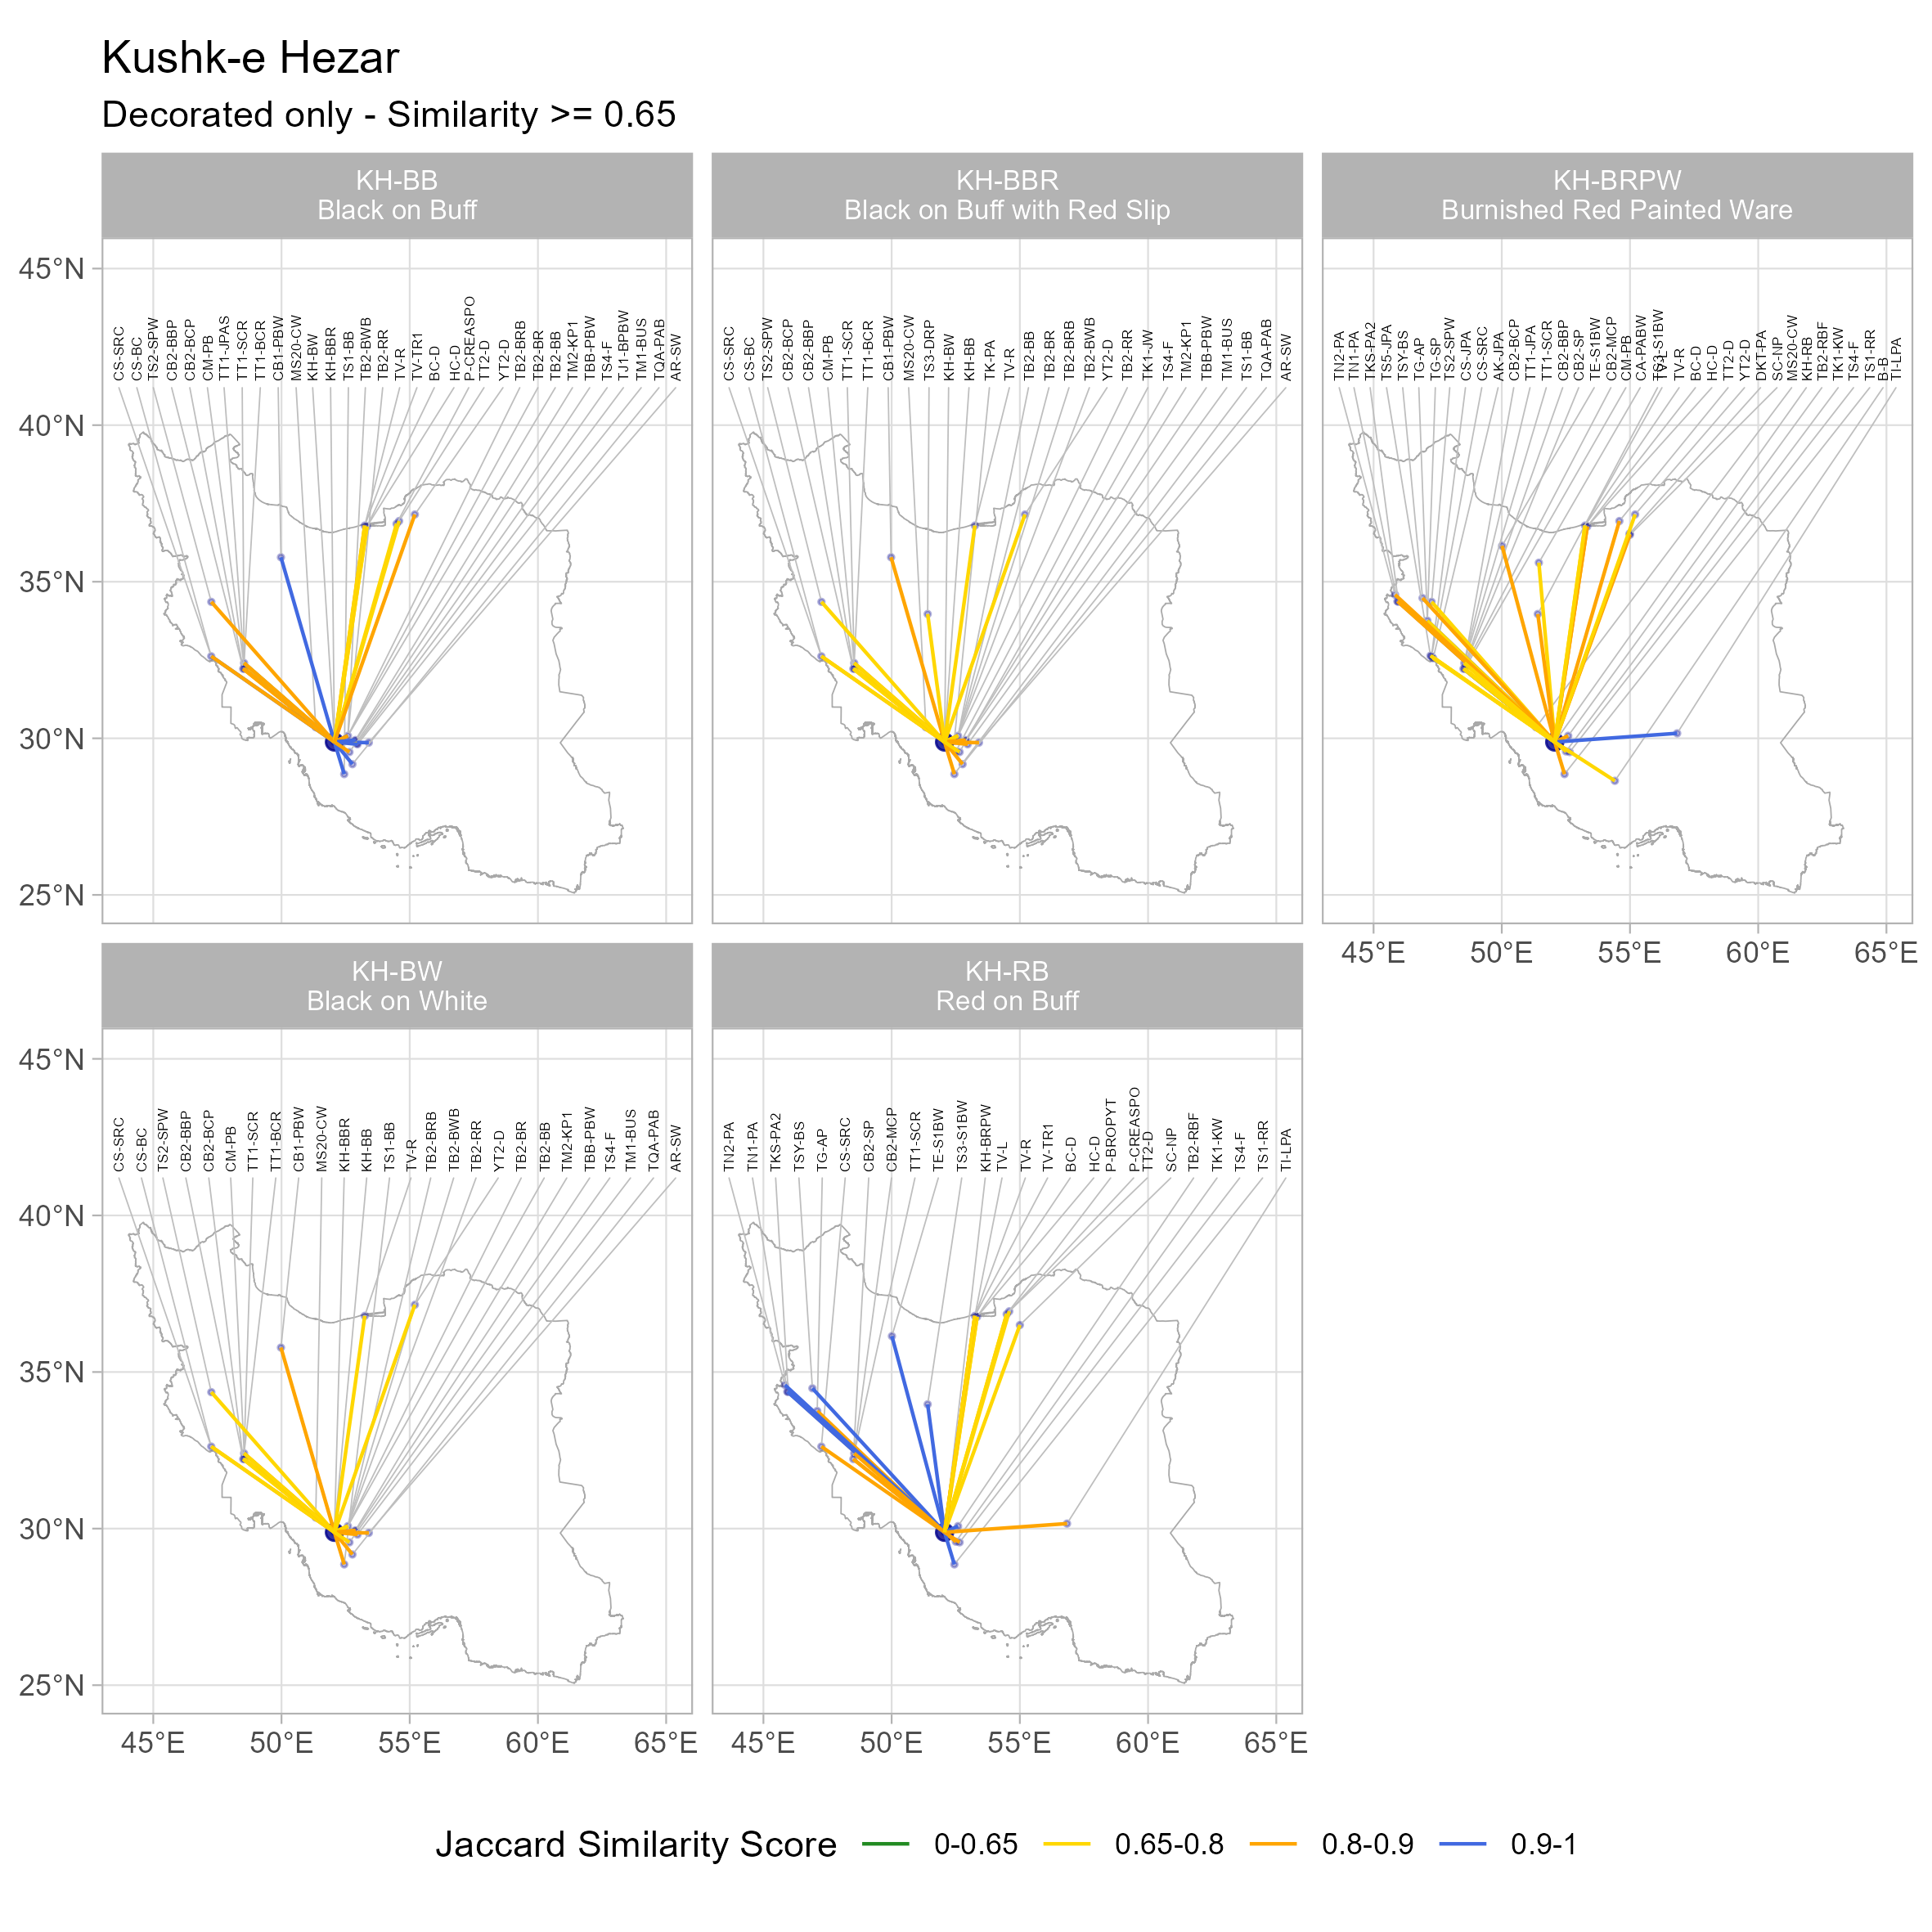 Kushk-e Hezar
Decorated only - Similarity >= 0.65
KH-BB
Black on Buff
KH-BBR
Black on Buff with Red Slip
KH-BRPW
Burnished Red Painted Ware
45°N
40°N
35°N
30°N
25°N
CS-SRC
CS-BC
TS2-SPW
CB2-BBP
CB2-BCP
CM-PB
TT1-JPAS
TT1-SCR
TT1-BCR
CB1-PBW
MS20-CW
KH-BW
KH-BBR
TS1-BB
TB2-BWB
TB2-RR
TV-R
TV-TR1
BC-D
HC-D
P-CREASPO
TT2-D
YT2-D
TB2-BRB
TB2-BR
TB2-BB
TM2-KP1
TBB-PBW
TS4-F
TJ1-BPBW
TM1-BUS
TQA-PAB
AR-SW
CS-SRC
CS-BC
TS2-SPW
CB2-BCP
CB2-BBP
CM-PB
TT1-SCR
TT1-BCR
CB1-PBW
MS20-CW
TS3-DRP
KH-BW
KH-BB
TK-PA
TV-R
TB2-BB
TB2-BR
TB2-BRB
TB2-BWB
YT2-D
TB2-RR
TK1-JW
TS4-F
TM2-KP1
TBB-PBW
TM1-BUS
TS1-BB
TQA-PAB
AR-SW
TN2-PA
TN1-PA
TKS-PA2
TS5-JPA
TSY-BS
TG-AP
TG-SP
TS2-SPW
CS-JPA
CS-SRC
AK-JPA
CB2-BCP
TT1-JPA
TT1-SCR
CB2-BBP
CB2-SP
TE-S1BW
CB2-MCP
CM-PB
CA-PABW
TS3-S1BW
TV-L
TV-R
BC-D
HC-D
TT2-D
YT2-D
DKT-PA
SC-NP
MS20-CW
KH-RB
TB2-RBF
TK1-KW
TS4-F
TS1-RR
B-B
TI-LPA
45°E
50°E
55°E
60°E
65°E
KH-BW
Black on White
KH-RB
Red on Buff
45°N
40°N
35°N
30°N
25°N
CS-SRC
CS-BC
TS2-SPW
CB2-BBP
CB2-BCP
CM-PB
TT1-SCR
TT1-BCR
CB1-PBW
MS20-CW
KH-BBR
KH-BB
TS1-BB
TV-R
TB2-BRB
TB2-BWB
TB2-RR
YT2-D
TB2-BR
TB2-BB
TM2-KP1
TBB-PBW
TS4-F
TM1-BUS
TQA-PAB
AR-SW
TN2-PA
TN1-PA
TKS-PA2
TSY-BS
TG-AP
CS-SRC
CB2-SP
CB2-MCP
TT1-SCR
TE-S1BW
TS3-S1BW
KH-BRPW
TV-L
TV-R
TV-TR1
BC-D
HC-D
P-BROPYT
P-CREASPO
TT2-D
SC-NP
TB2-RBF
TK1-KW
TS4-F
TS1-RR
TI-LPA
45°E
50°E
55°E
60°E
65°E
45°E
50°E
55°E
60°E
65°E
Jaccard Similarity Score
0-0.65
0.65-0.8
0.8-0.9
0.9-1